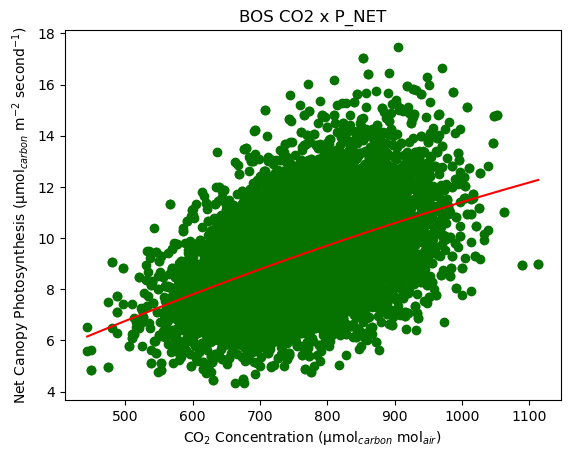 BOS CO2 x P_NET
Net Canopy Photosynthesis (μmol_carbon m⁻² second⁻¹)
18
16
14
12
10
8
6
4
500 600 700 800 900 1000 1100
CO₂ Concentration (μmol_carbon mol_air)